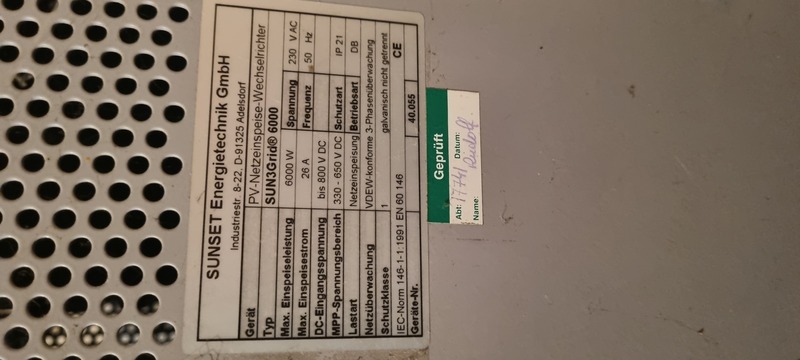 SUNSET Energietechnik GmbH
Industriestr 8-22, D-91325 Adelsdorf
Gerät PV-Netzeinspeise-Wechselrichter
Typ SUN3Grid® 6000
Max. Einspeiseleistung 6000 W Spannung 230 V AC
Max. Einspeisestrom 26 A Frequenz 50 Hz
DC-Eingangsspannung bis 800 V DC
MPP-Spannungsbereich 330 - 650 V DC Schutzart IP 21
Lastart Netzeinspeisung Betriebsart DB
Netzüberwachung VDEW-konforme 3-Phasenüberwachung
Schutzklasse 1 galvanisch nicht getrennt
IEC-Norm 146-1-1:1991 EN 60 146 CE
Geräte-Nr. 40.055
Geprüft
Abt: 17741 Datum:
Name: Rudolf